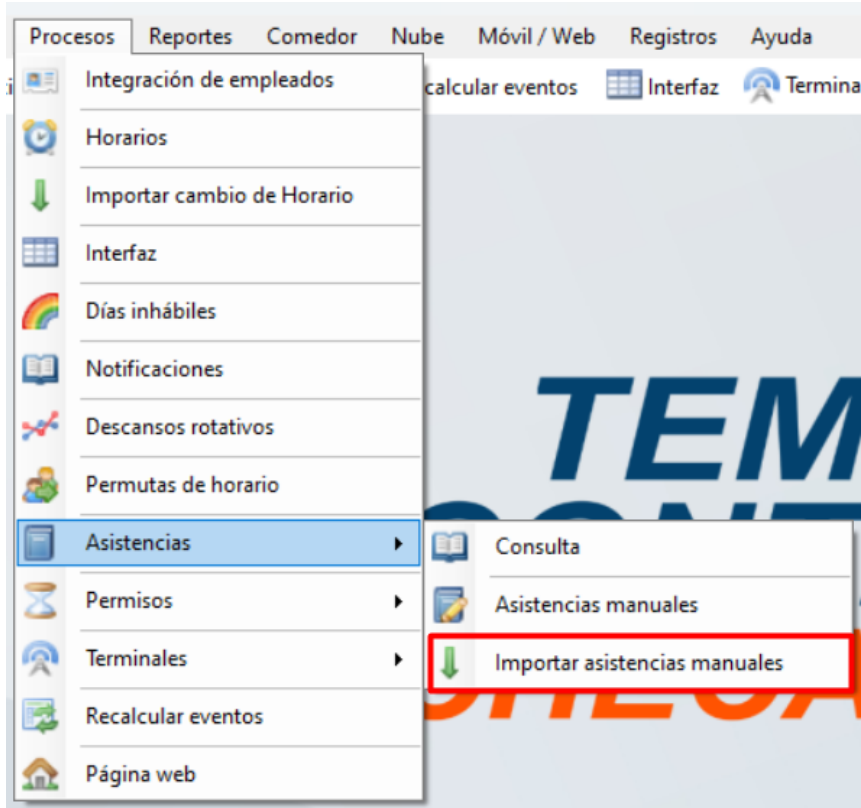 Procesos Reportes Comedor Nube Móvil / Web Registros Ayuda
calcular eventos Interfaz Termina
Integración de empleados
Horarios
Importar cambio de Horario
Interfaz
Días inhábiles
Notificaciones
Descansos rotativos
Permutas de horario
Asistencias
Permisos
Terminales
Recalcular eventos
Página web
Consulta
Asistencias manuales
Importar asistencias manuales
TEM